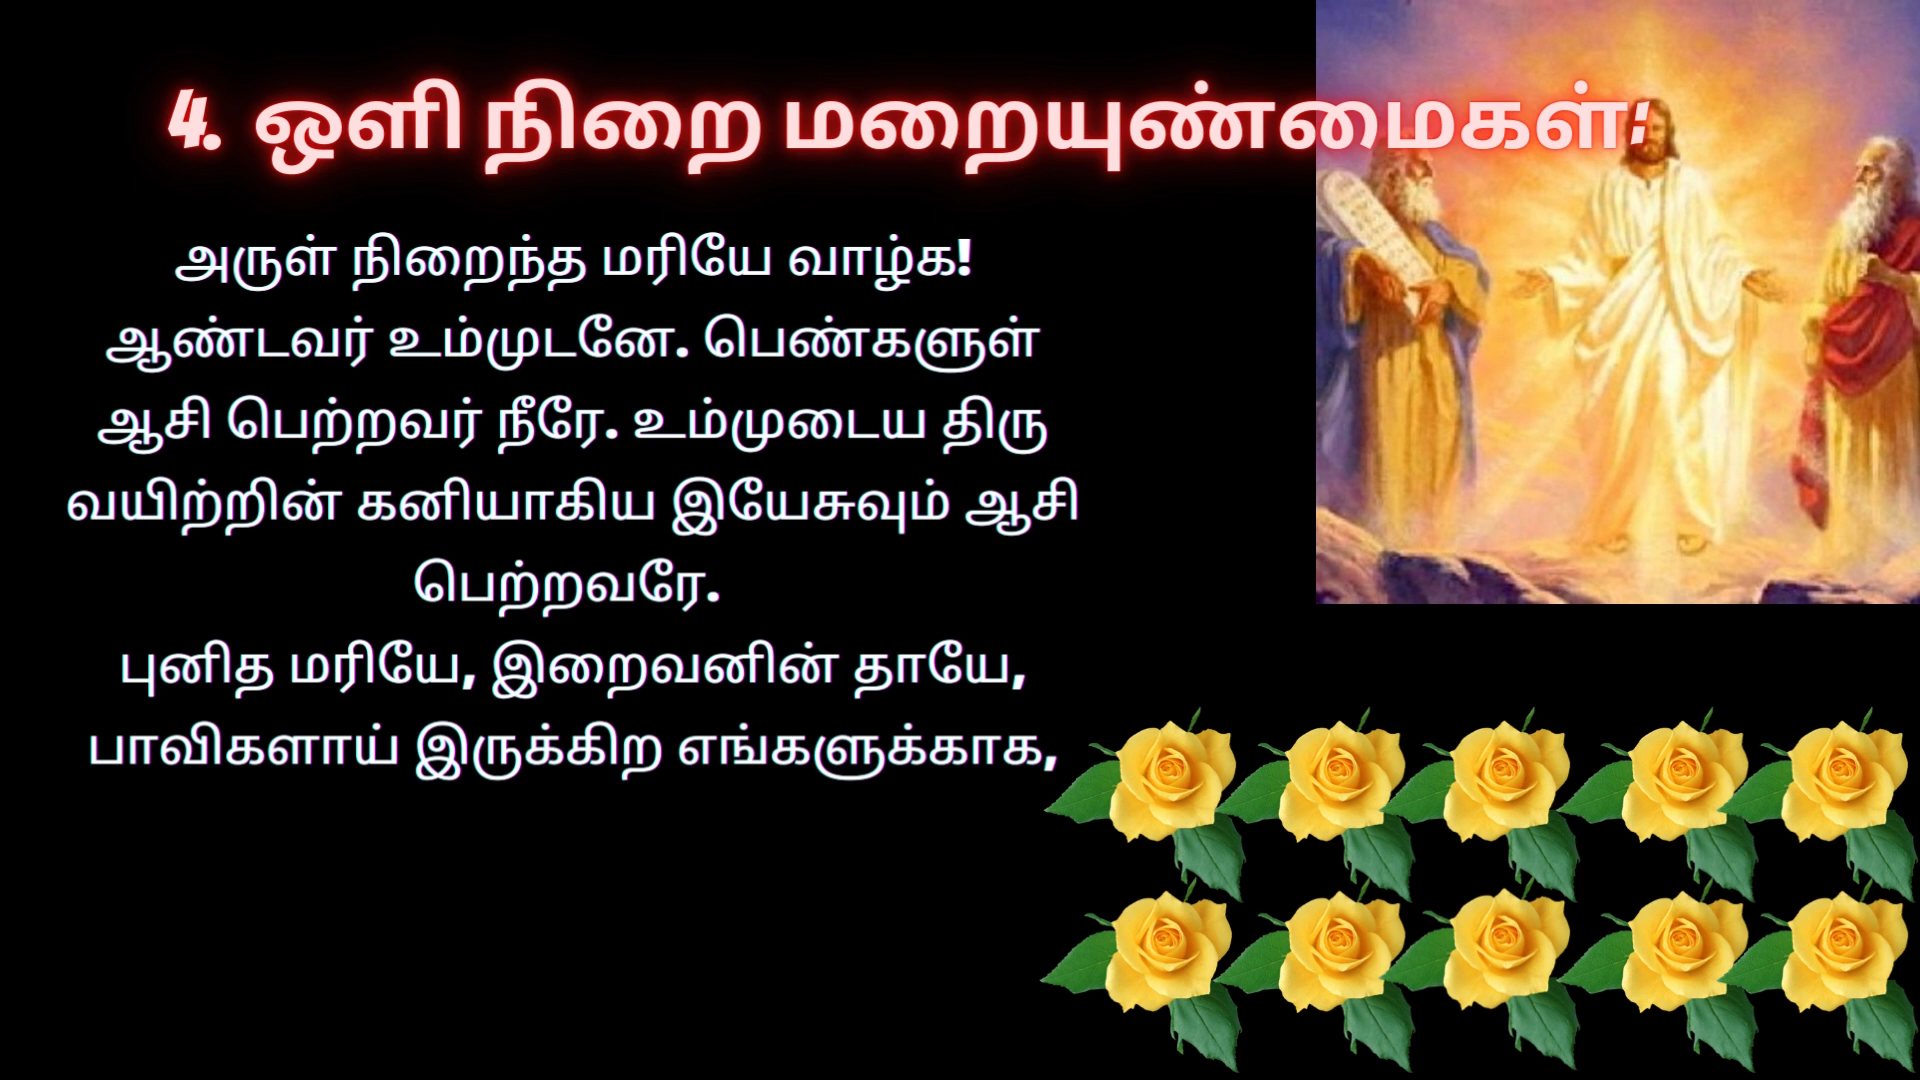 4. ஒளி நிறை மறையுண்மைகள்:
அருள் நிறைந்த மரியே வாழ்க!
ஆண்டவர் உம்முடனே. பெண்களுள்
ஆசி பெற்றவர் நீரே. உம்முடைய திரு
வயிற்றின் கனியாகிய இயேசுவும் ஆசி
பெற்றவரே.
புனித மரியே, இறைவனின் தாயே,
பாவிகளாய் இருக்கிற எங்களுக்காக,